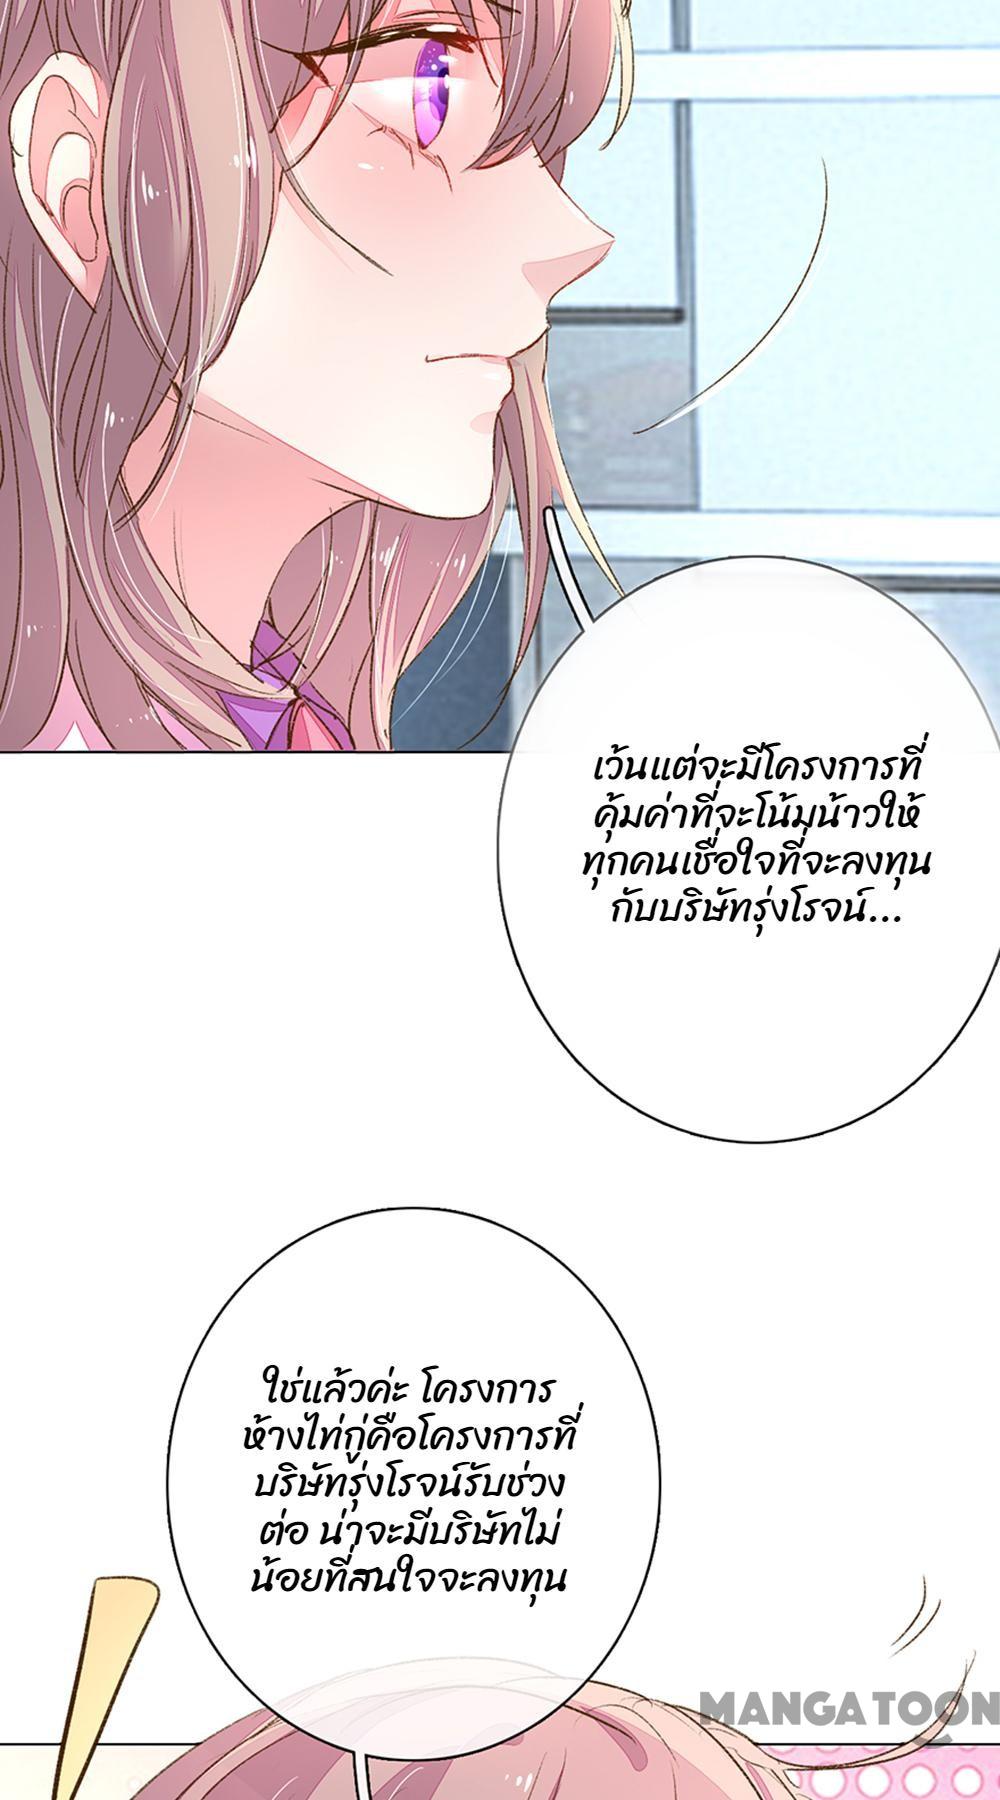 เว้นแต่จะมีโครงการที่
คุ้มค่าที่จะโน้มน้าวให้
ทุกคนเชื่อใจที่จะลงทุน
กับบริษัทรุ่งโรจน์...
ใช่แล้วค่ะ โครงการ
ห้างไท่กู่คือโครงการที่
บริษัทรุ่งโรจน์รับช่วง
ต่อ น่าจะมีบริษัทไม่
น้อยที่สนใจจะลงทุน
!
MANGATOON